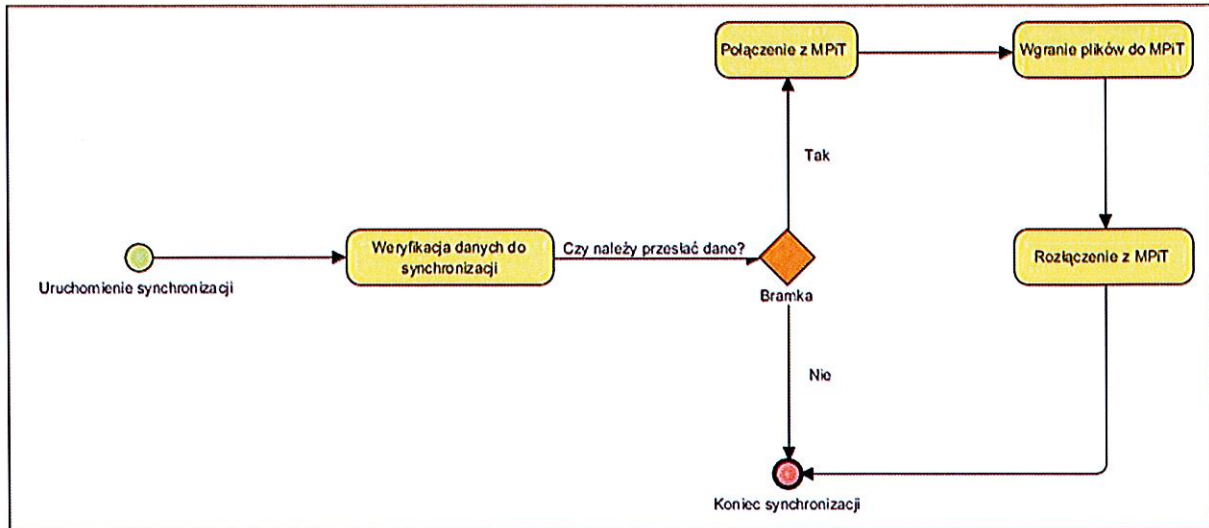 Połączenie z MPiT
Wgranie plików do MPiT
Tak
Weryfikacja danych do
synchronizacji
Czy należy przesłać dane?
Rozłączenie z MPiT
Uruchomienie synchronizacji
Bramka
Nie
Koniec synchronizacji